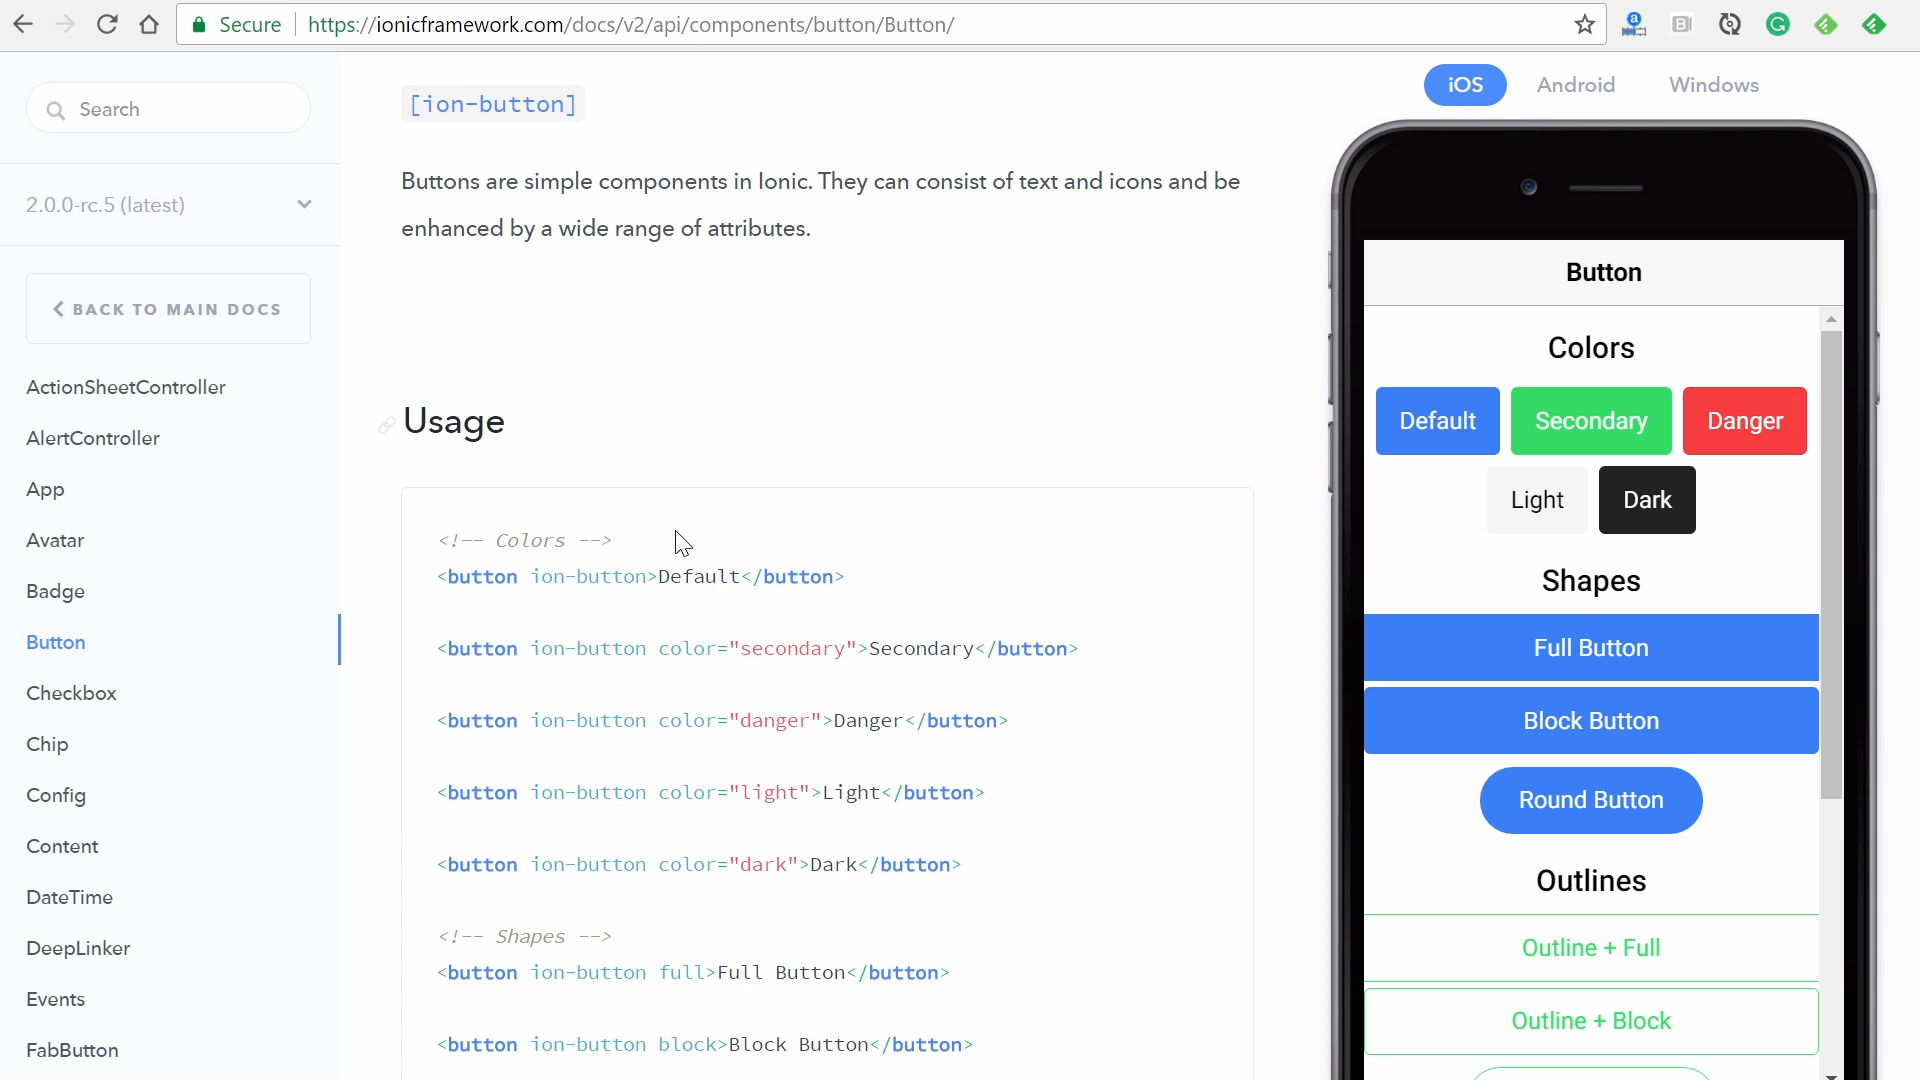 Secure https://ionicframework.com/docs/v2/api/components/button/Button/
Search
2.0.0-rc.5 (latest)
BACK TO MAIN DOCS
ActionSheetController
AlertController
App
Avatar
Badge
Button
Checkbox
Chip
Config
Content
DateTime
DeepLinker
Events
FabButton
[ion-button]
Buttons are simple components in Ionic. They can consist of text and icons and be
enhanced by a wide range of attributes.
Usage
<!-- Colors -->
<button ion-button>Default</button>
<button ion-button color="secondary">Secondary</button>
<button ion-button color="danger">Danger</button>
<button ion-button color="light">Light</button>
<button ion-button color="dark">Dark</button>
<!-- Shapes -->
<button ion-button full>Full Button</button>
<button ion-button block>Block Button</button>
iOS Android Windows
Button
Colors
Default Secondary Danger
Light Dark
Shapes
Full Button
Block Button
Round Button
Outlines
Outline + Full
Outline + Block